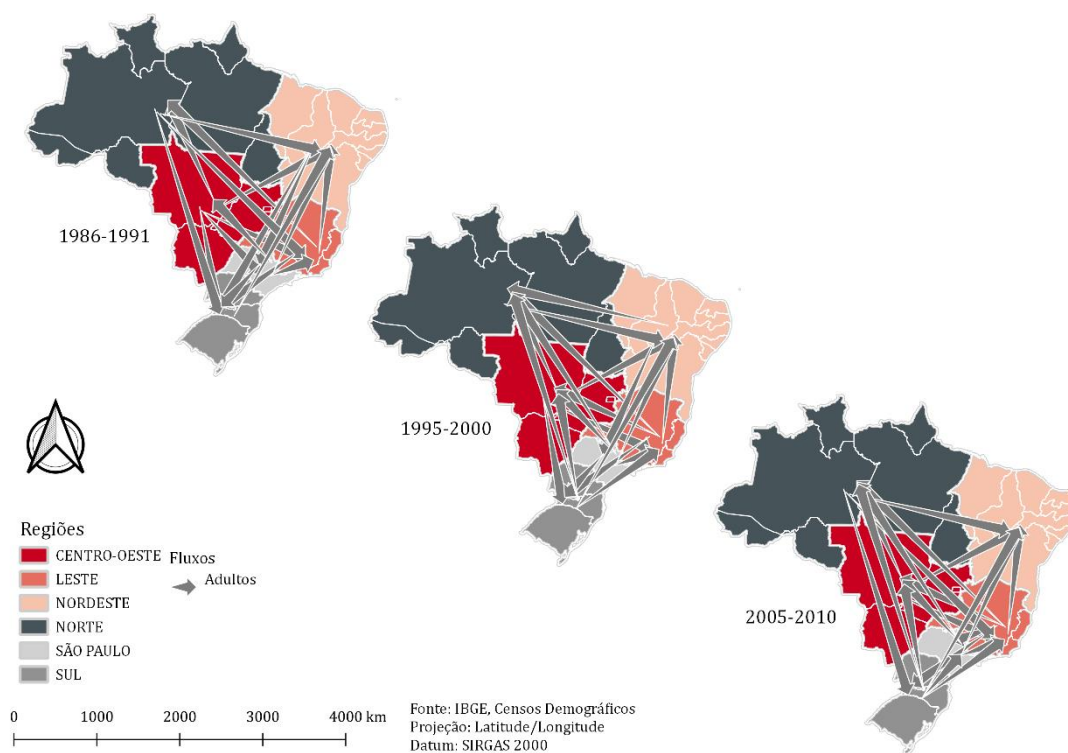 1986-1991
1995-2000
2005-2010
Regiões
CENTRO-OESTE
LESTE
NORDESTE
NORTE
SÃO PAULO
SUL
Fluxos
Adultos
0 1000 2000 3000 4000 km
Fonte: IBGE, Censos Demográficos
Projeção: Latitude/Longitude
Datum: SIRGAS 2000